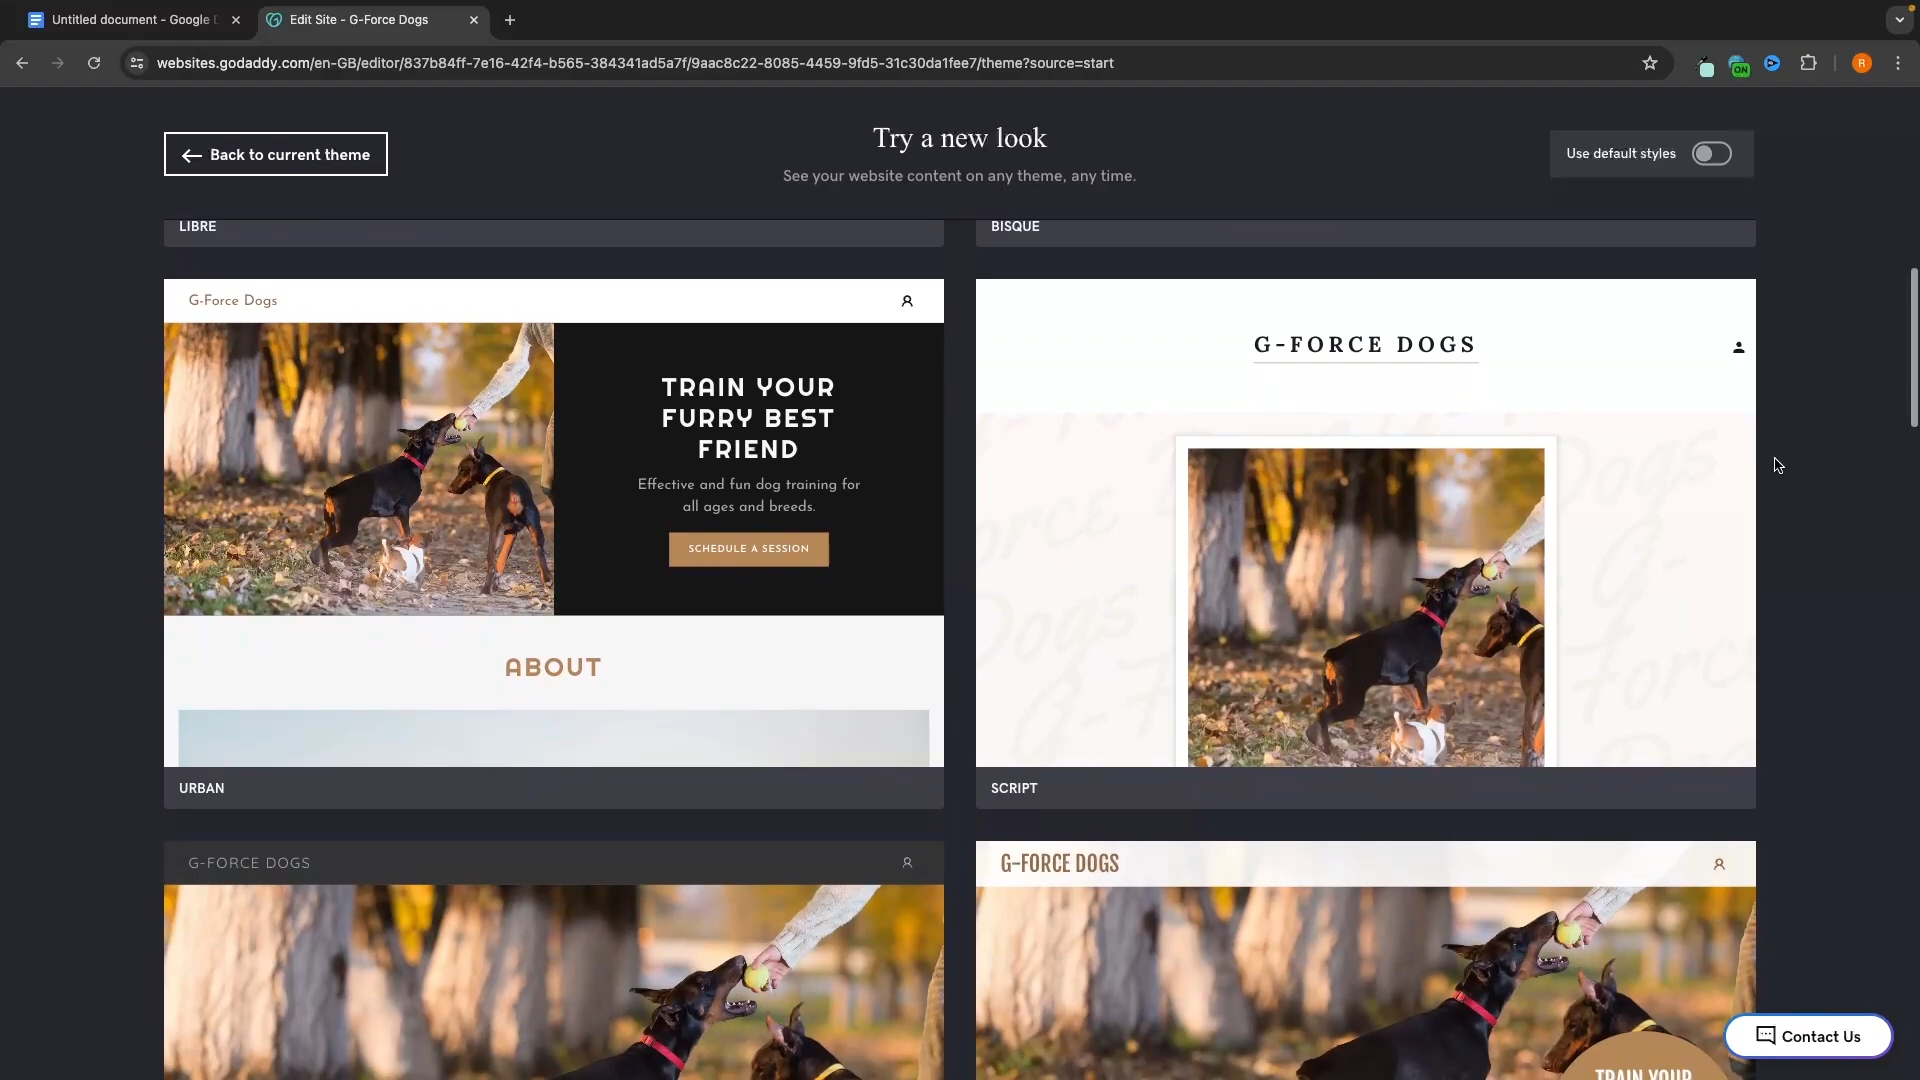 Untitled document - Google D
Edit Site - G-Force Dogs
websites.godaddy.com/en-GB/editor/837b84ff-7e16-42f4-b565-384341ad5a7f/9aac8c22-8085-4459-9fd5-31c30da1fee7/theme?source=start
ON
R
Back to current theme
Try a new look
See your website content on any theme, any time.
Use default styles
LIBRE
BISQUE
G-Force Dogs
TRAIN YOUR
FURRY BEST
FRIEND
Effective and fun dog training for
all ages and breeds.
SCHEDULE A SESSION
ABOUT
URBAN
G-FORCE DOGS
SCRIPT
G-FORCE DOGS
G-FORCE DOGS
TRAIN YOUR
Contact Us